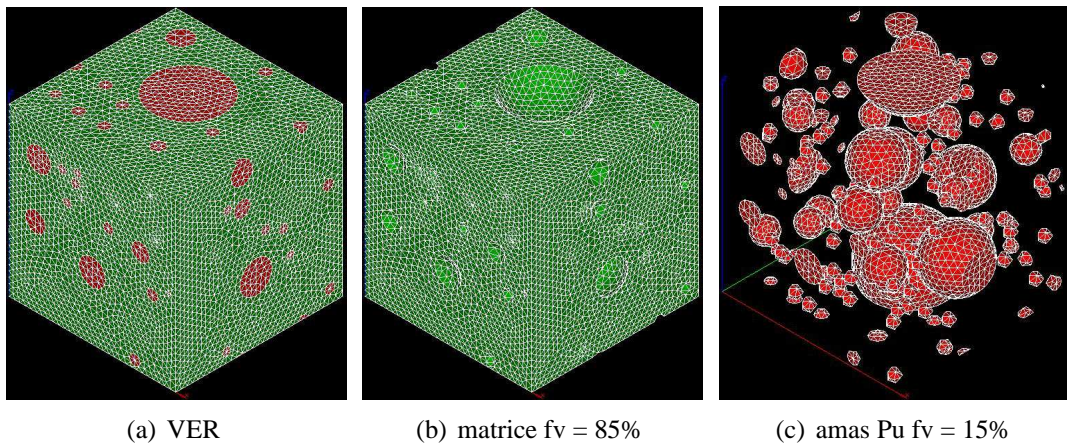 (a) VER
(b) matrice fv = 85%
(c) amas Pu fv = 15%